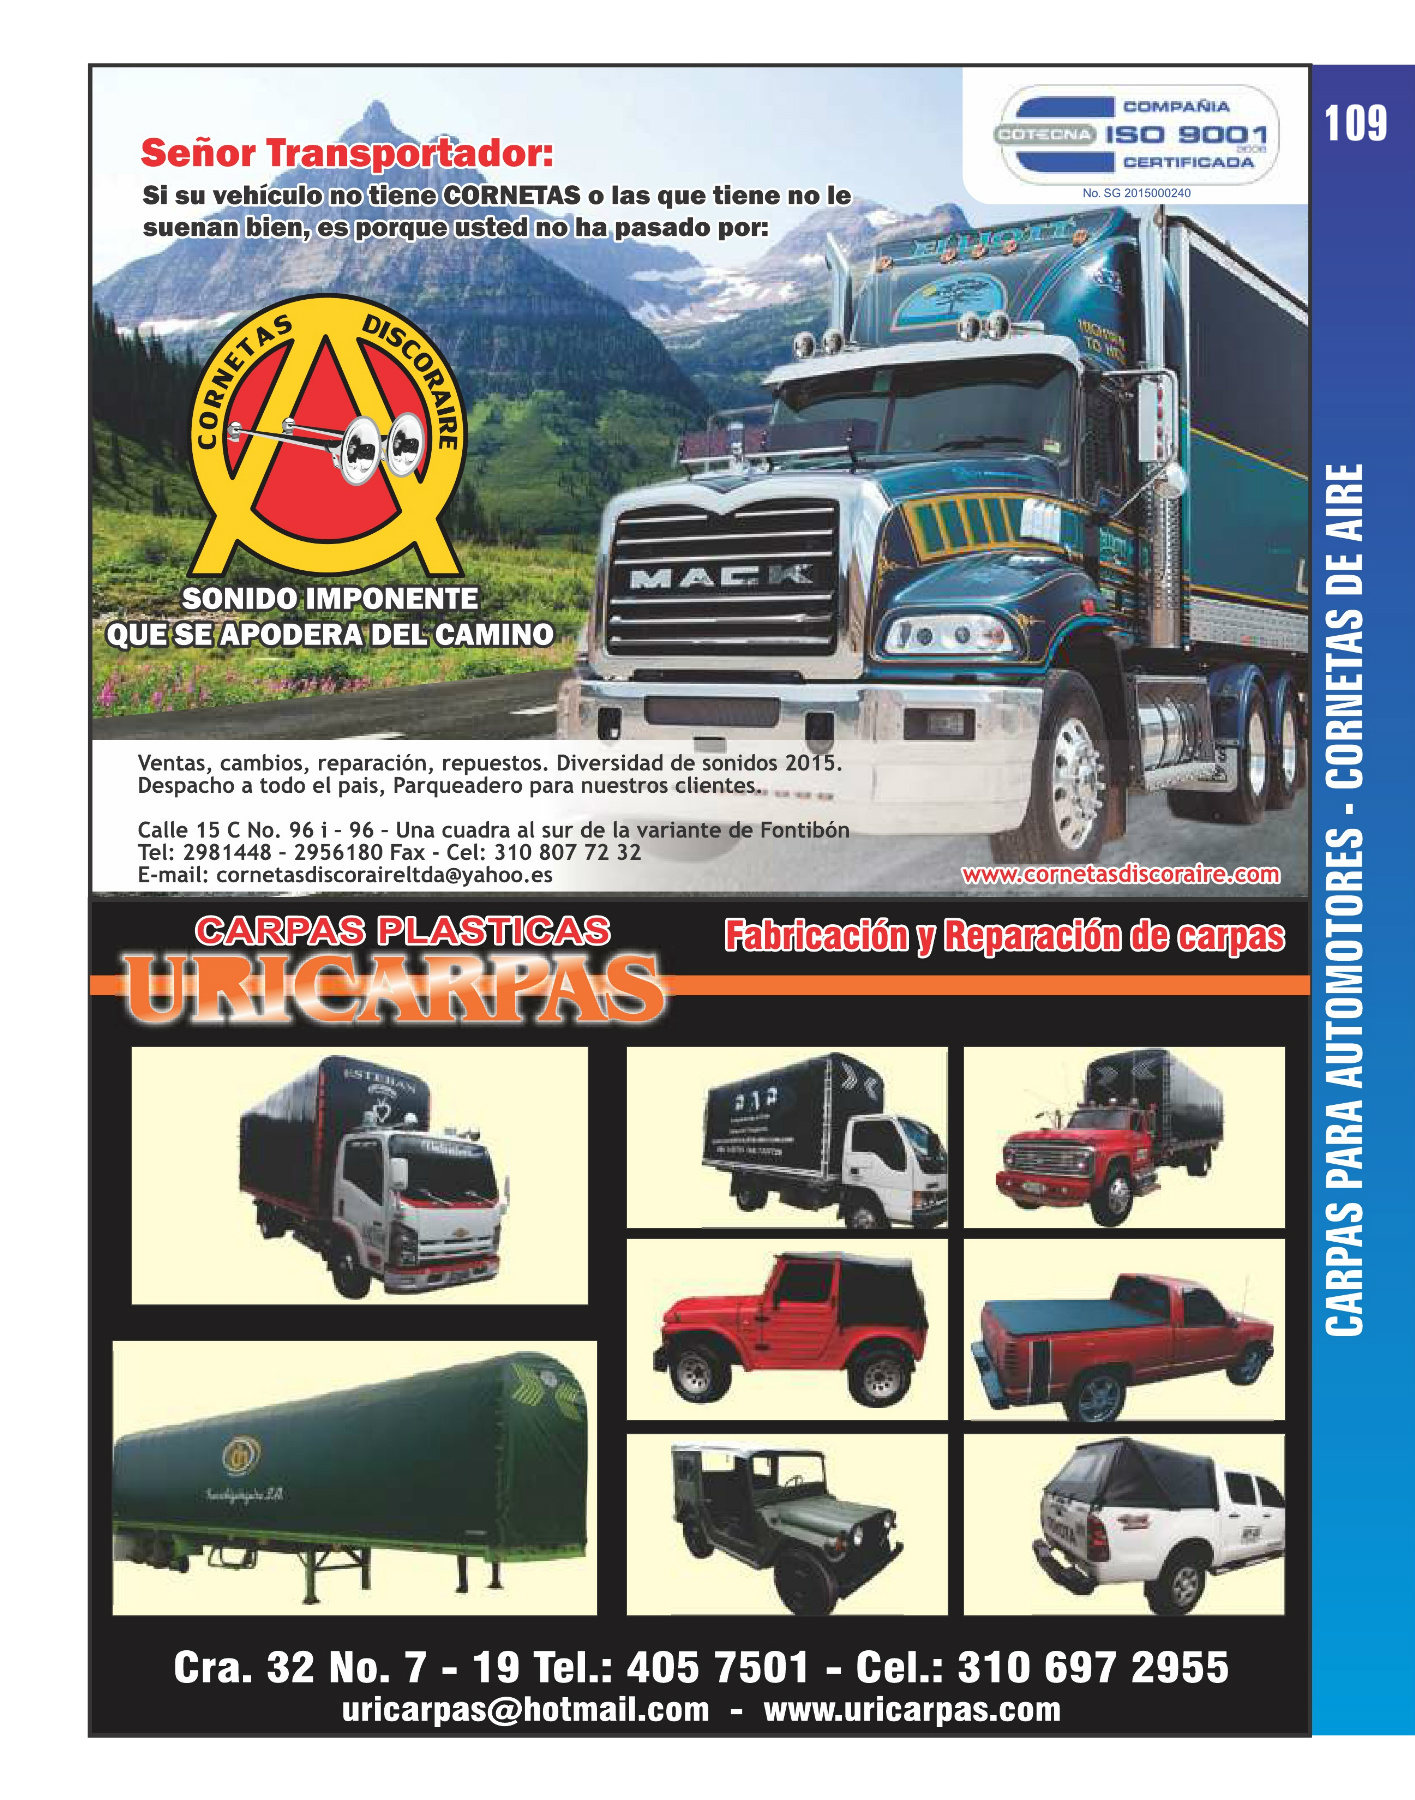 109
COMPAÑIA
COTECNA ISO 9001
2008
CERTIFICADA
No. SG 2015000240
Señor Transportador:
Si su vehículo no tiene CORNETAS o las que tiene no le
suenan bien, es porque usted no ha pasado por:
CORNETAS DISCORAIRE
ELLIOTT
MACK
SONIDO IMPONENTE
QUE SE APODERA DEL CAMINO
Ventas, cambios, reparación, repuestos. Diversidad de sonidos 2015.
Despacho a todo el pais, Parqueadero para nuestros clientes.
Calle 15 C No. 96 i – 96 – Una cuadra al sur de la variante de Fontibón
Tel: 2981448 – 2956180 Fax - Cel: 310 807 72 32
E-mail: cornetasdiscoraireltda@yahoo.es
www.cornetasdiscoraire.com
CARPAS PARA AUTOMOTORES - CORNETAS DE AIRE
CARPAS PLASTICAS
URICARPAS
Fabricación y Reparación de carpas
ESTEBAN
Cra. 32 No. 7 - 19 Tel.: 405 7501 - Cel.: 310 697 2955
uricarpas@hotmail.com - www.uricarpas.com